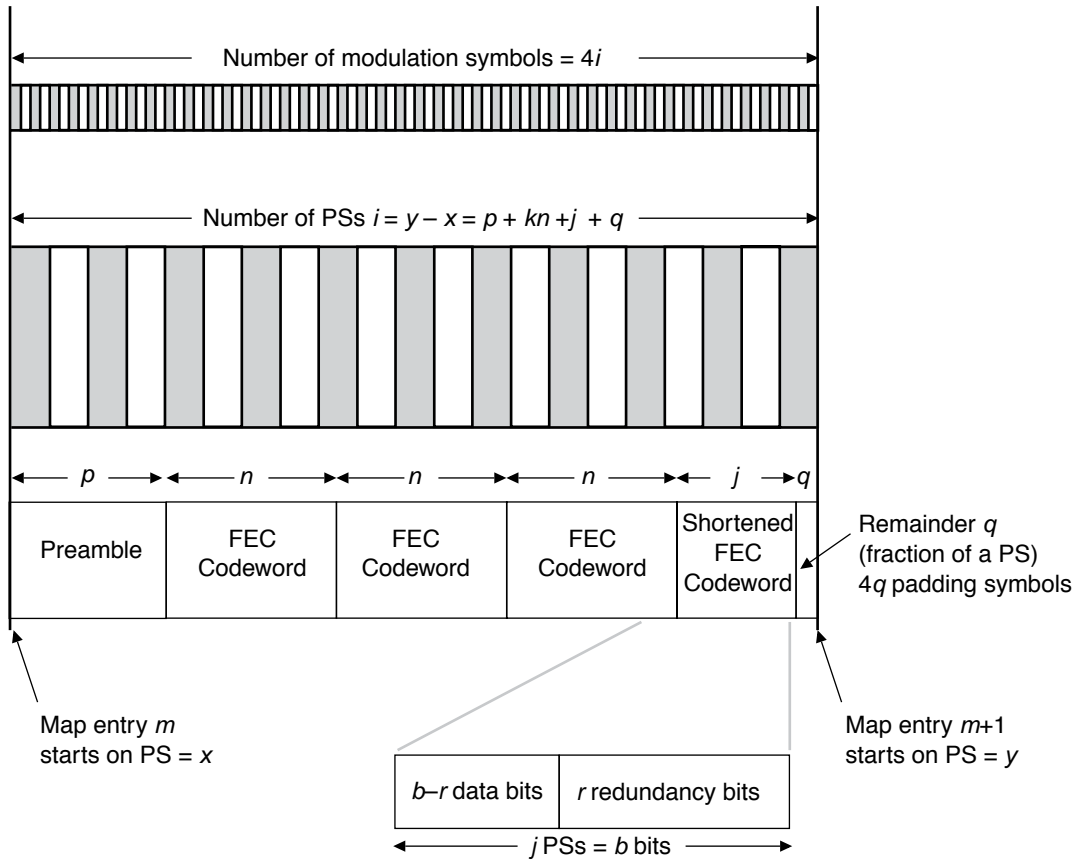 Number of modulation symbols = 4i
Number of PSs i = y – x = p + kn +j + q
p
n
n
n
j
q
Preamble
FEC
Codeword
FEC
Codeword
FEC
Codeword
Shortened
FEC
Codeword
Remainder q
(fraction of a PS)
4q padding symbols
Map entry m
starts on PS = x
Map entry m+1
starts on PS = y
b–r data bits
r redundancy bits
j PSs = b bits